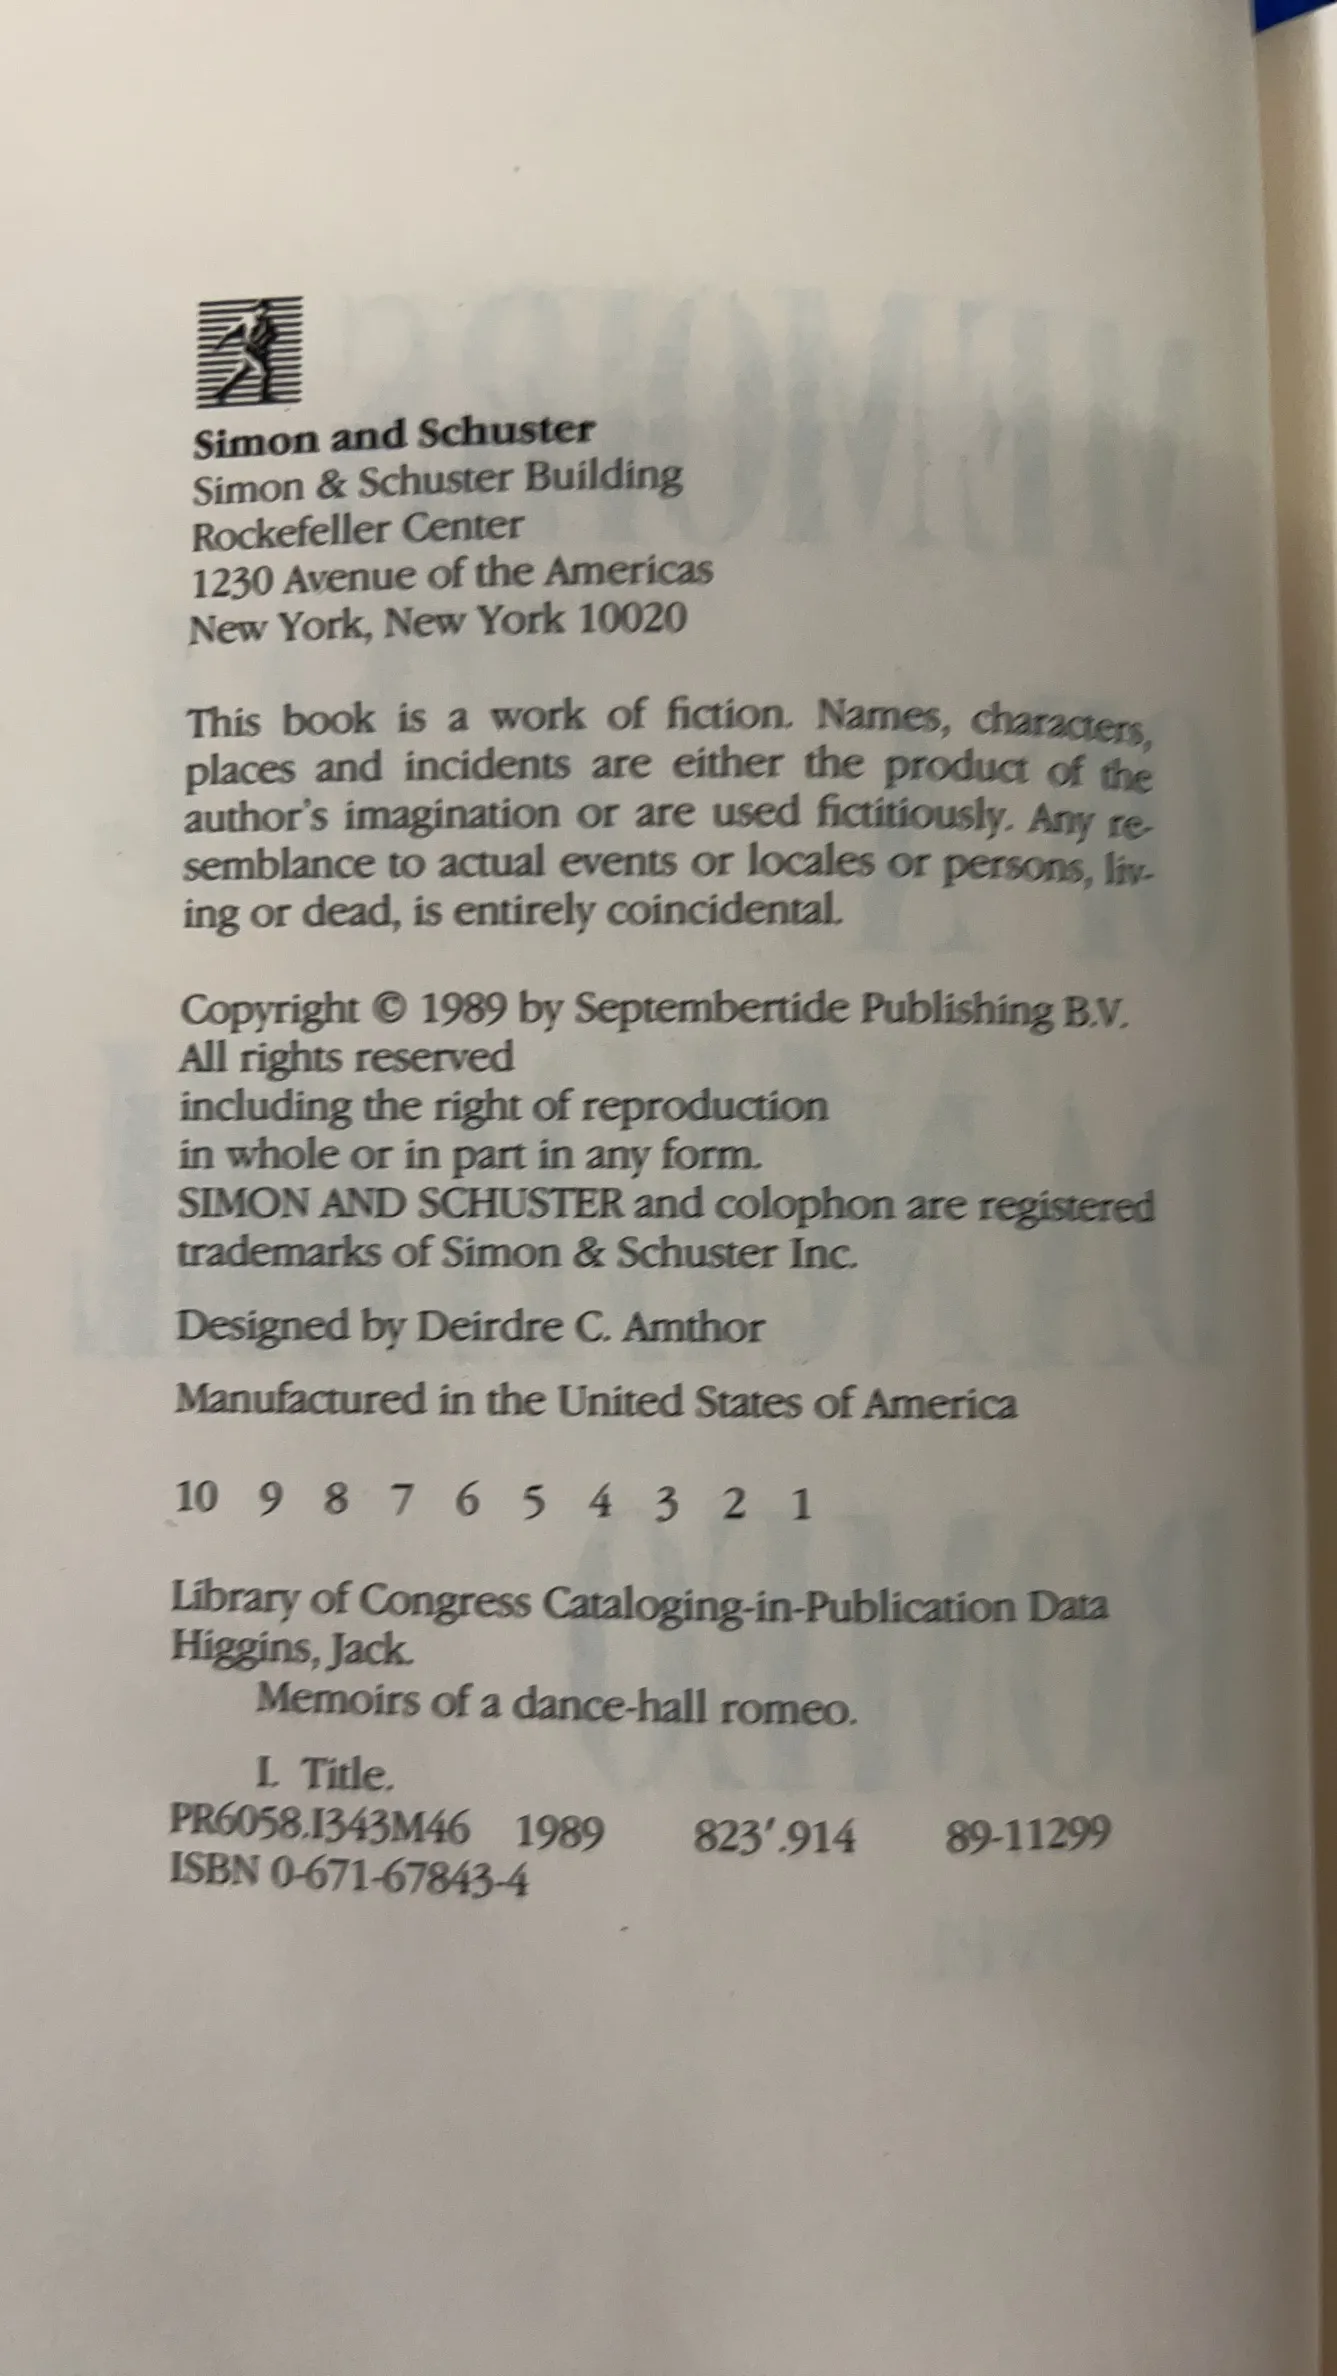 Simon and Schuster
Simon & Schuster Building
Rockefeller Center
1230 Avenue of the Americas
New York, New York 10020
This book is a work of fiction. Names, characters,
places and incidents are either the product of the
author's imagination or are used fictitiously. Any re-
semblance to actual events or locales or persons, liv-
ing or dead, is entirely coincidental.
Copyright © 1989 by Septembertide Publishing B.V.
All rights reserved
including the right of reproduction
in whole or in part in any form.
SIMON AND SCHUSTER and colophon are registered
trademarks of Simon & Schuster Inc.
Designed by Deirdre C. Amthor
Manufactured in the United States of America
10 9 8 7 6 5 4 3 2 1
Library of Congress Cataloging-in-Publication Data
Higgins, Jack.
Memoirs of a dance-hall romeo.
I. Title.
PR6058.I343M46 1989 823′.914 89-11299
ISBN 0-671-67843-4